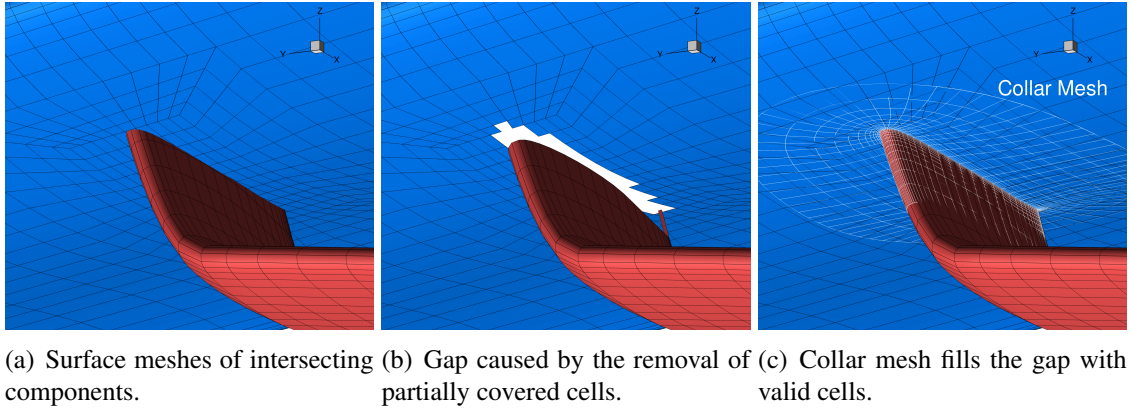 Z
Y
X
Z
Y
X
Z
Y
X
Collar Mesh
(a) Surface meshes of intersecting
components.
(b) Gap caused by the removal of
partially covered cells.
(c) Collar mesh fills the gap with
valid cells.